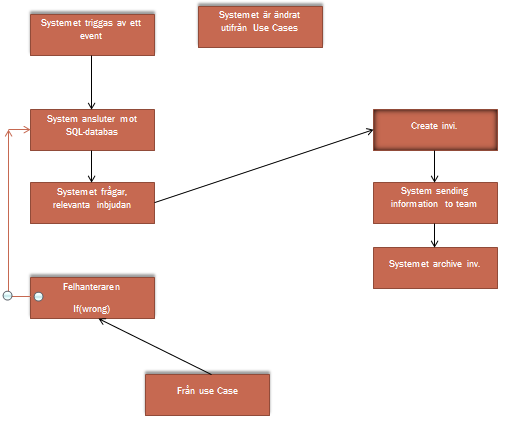 Systemet triggas av ett
event
Systemet är ändrat
utifrån Use Cases
System ansluter mot
SQL-databas
Create invi.
Systemet frågar,
relevanta inbjudan
System sending
information to team
Systemet archive inv.
Felhanteraren
If(wrong)
Från use Case